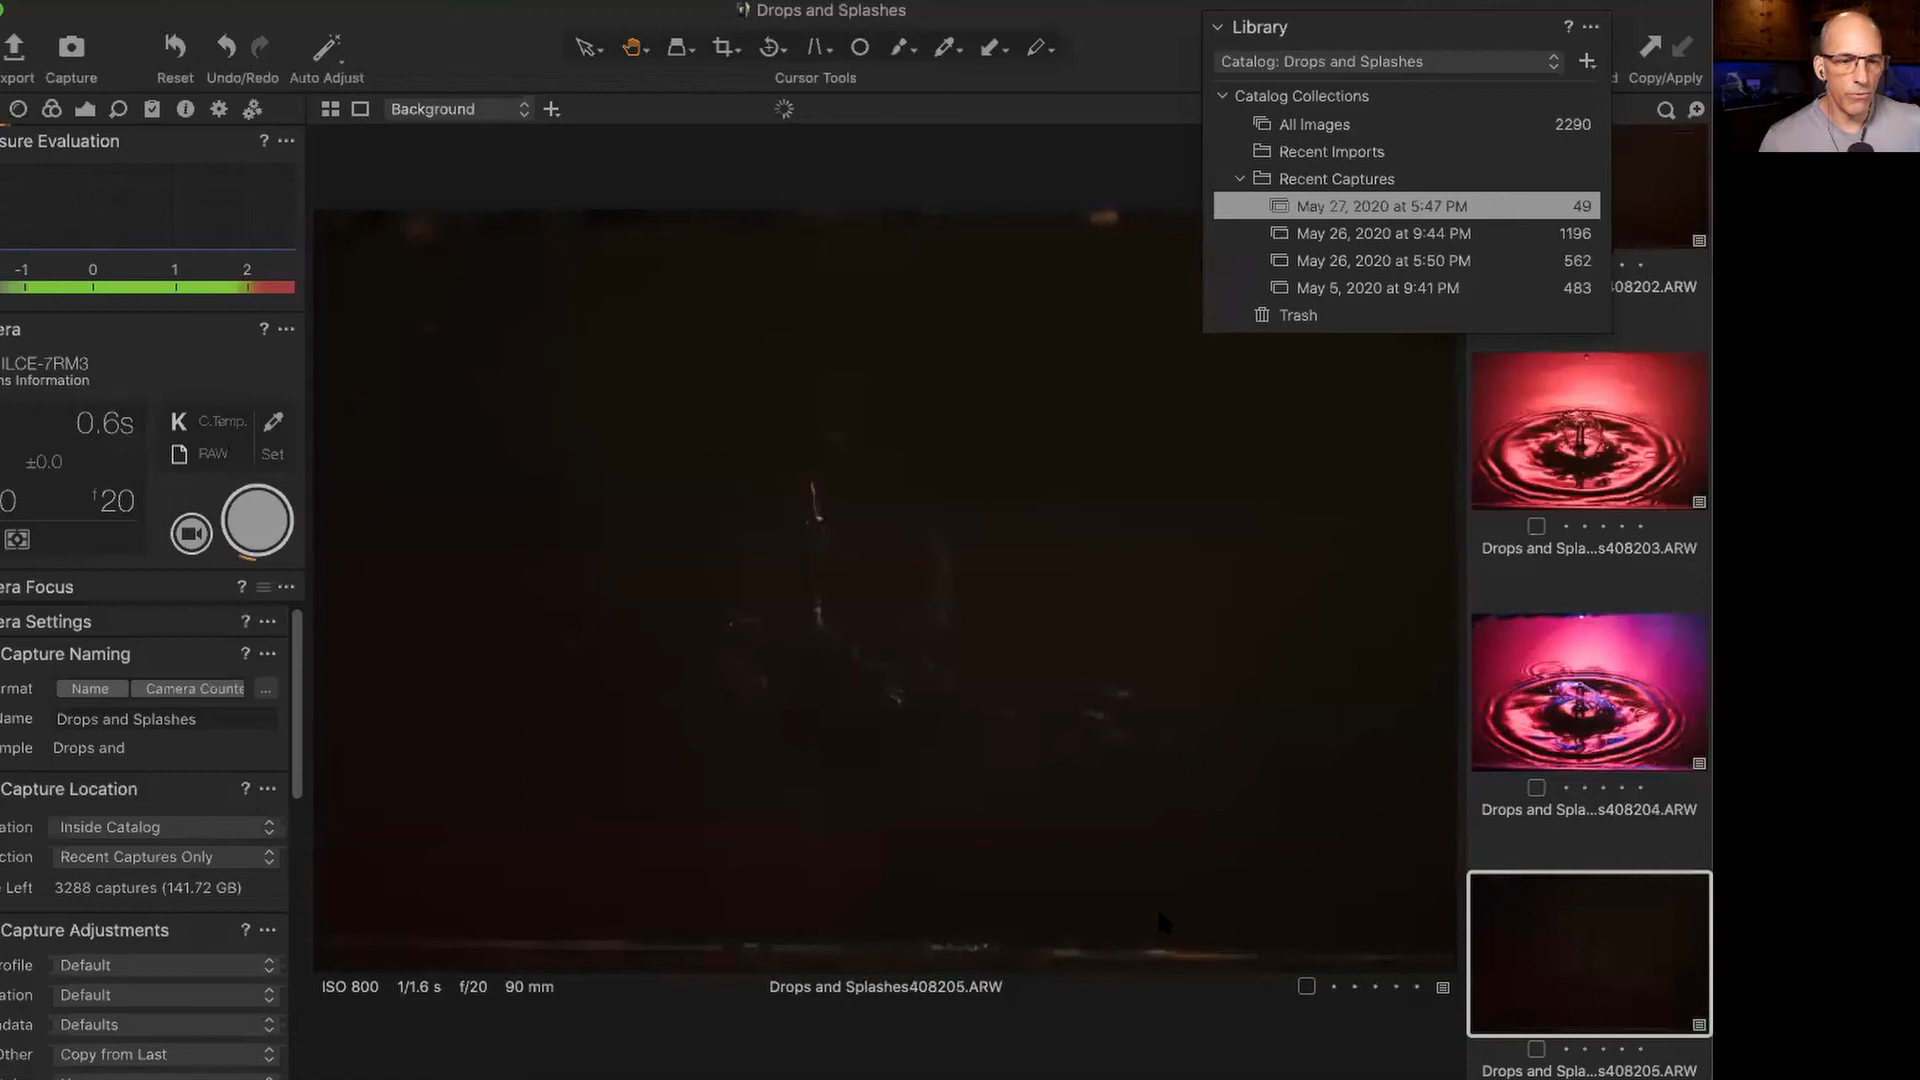 Drops and Splashes
xport
Capture
Reset
Undo/Redo
Auto Adjust
Cursor Tools
Copy/Apply
Background
sure Evaluation ?
-1 0 1 2
era ?
ILCE-7RM3
ns Information
0.6s
K C.Temp.
±0.0
RAW Set
0 f20
era Focus ?
era Settings ?
Capture Naming ?
rmat Name Camera Counte ...
Name Drops and Splashes
mple Drops and
Capture Location ?
ation Inside Catalog
ction Recent Captures Only
e Left 3288 captures (141.72 GB)
Capture Adjustments ?
rofile Default
ation Default
adata Defaults
Other Copy from Last
ISO 800 1/1.6 s f/20 90 mm
Drops and Splashes408205.ARW
Library ?
Catalog: Drops and Splashes
Catalog Collections
All Images 2290
Recent Imports
Recent Captures
May 27, 2020 at 5:47 PM 49
May 26, 2020 at 9:44 PM 1196
May 26, 2020 at 5:50 PM 562
May 5, 2020 at 9:41 PM 483
Trash
408202.ARW
Drops and Spla...s408203.ARW
Drops and Spla...s408204.ARW
Drops and Spla...s408205.ARW